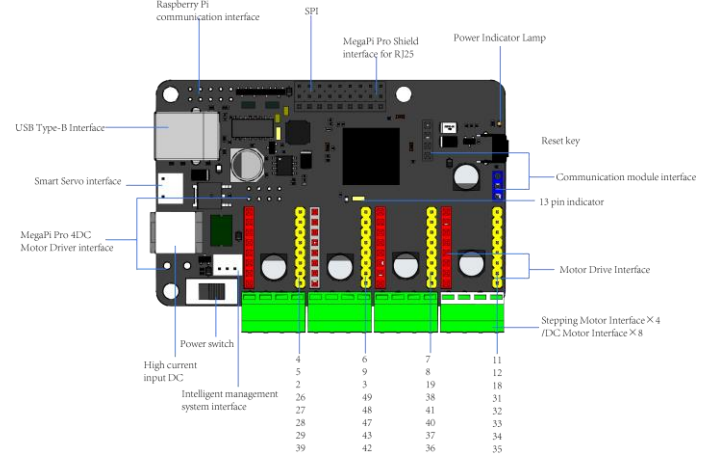 Raspberry Pi
communication interface
SPI
MegaPi Pro Shield
interface for RJ25
Power Indicator Lamp
USB Type-B Interface
Reset key
Smart Servo interface
Communication module interface
13 pin indicator
MegaPi Pro 4DC
Motor Driver interface
Motor Drive Interface
Stepping Motor Interface×4
/DC Motor Interface×8
Power switch
High current
input DC
Intelligent management
system interface
4 6 7 11
5 9 8 12
2 3 19 18
26 49 38 31
27 48 41 32
28 47 40 33
29 43 37 34
39 42 36 35